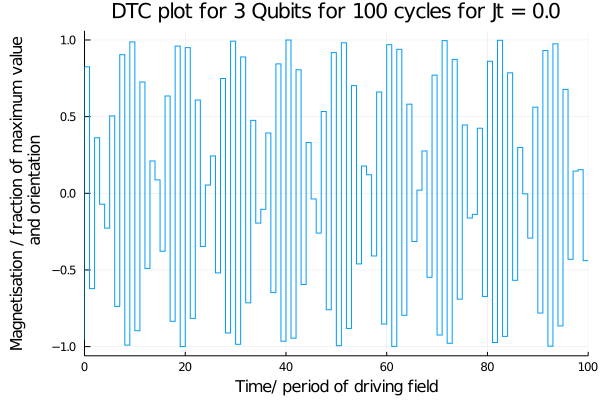 DTC plot for 3 Qubits for 100 cycles for Jt = 0.0
Magnetisation / fraction of maximum value
and orientation
1.0
0.5
0.0
−0.5
−1.0
0 20 40 60 80 100
Time/ period of driving field